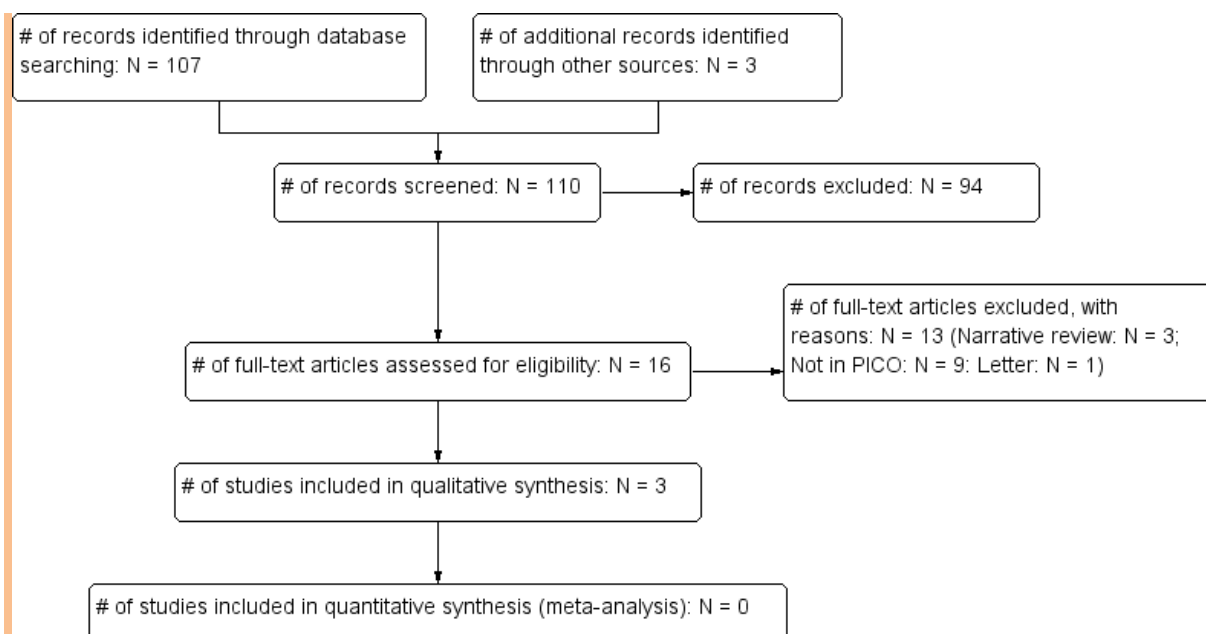 # of records identified through database
searching: N = 107
# of additional records identified
through other sources: N = 3
# of records screened: N = 110
# of records excluded: N = 94
# of full-text articles excluded, with
reasons: N = 13 (Narrative review: N = 3;
Not in PICO: N = 9: Letter: N = 1)
# of full-text articles assessed for eligibility: N = 16
# of studies included in qualitative synthesis: N = 3
# of studies included in quantitative synthesis (meta-analysis): N = 0